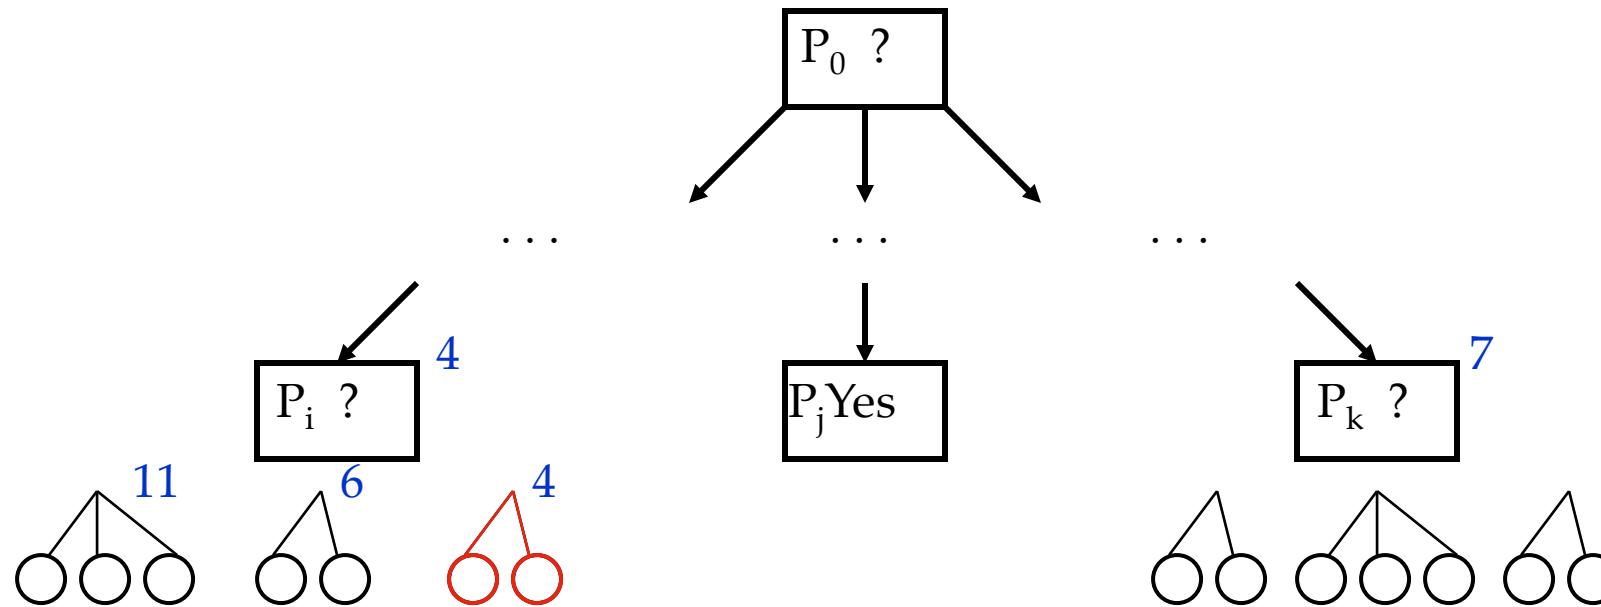 P₀ ?
. . . . . . . . .
4 7
Pᵢ ? PⱼYes Pₖ ?
11 6 4